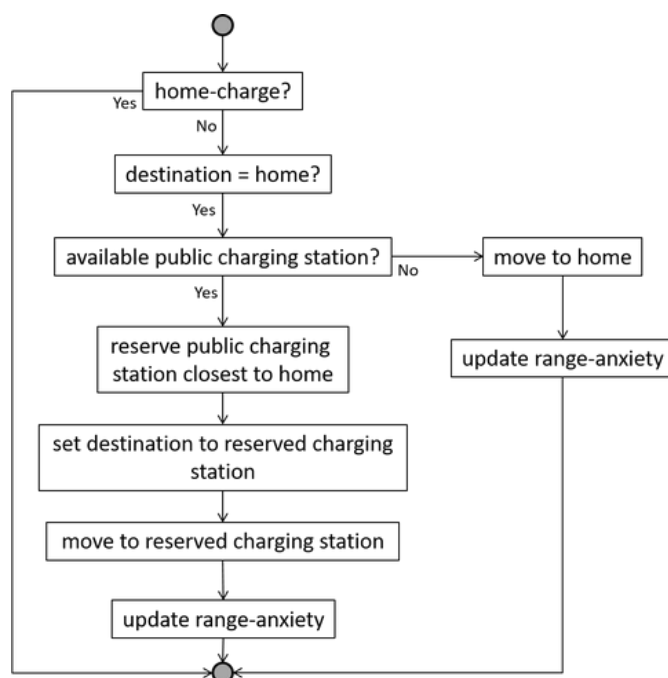 home-charge?
Yes
No
destination = home?
Yes
available public charging station?
No
move to home
Yes
reserve public charging
station closest to home
update range-anxiety
set destination to reserved charging
station
move to reserved charging station
update range-anxiety